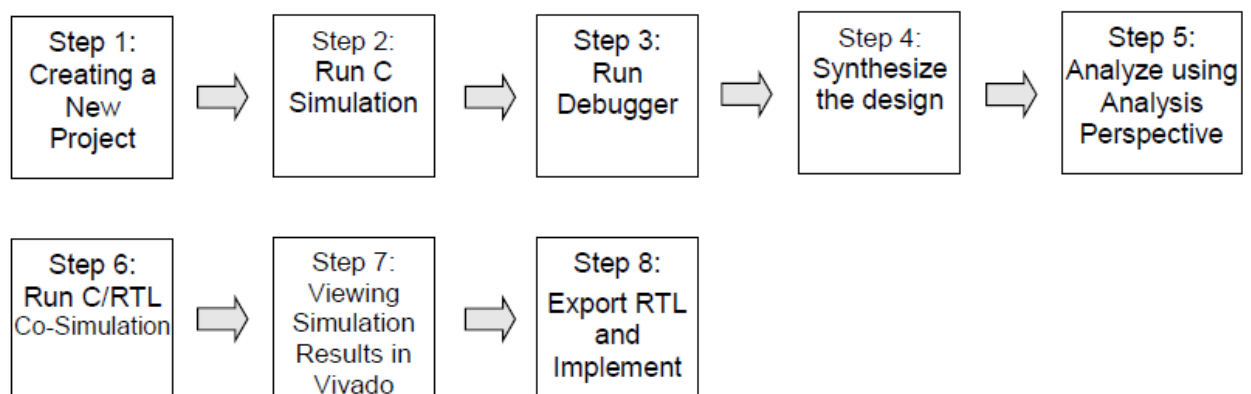 Step 1:
Creating a
New
Project
Step 2:
Run C
Simulation
Step 3:
Run
Debugger
Step 4:
Synthesize
the design
Step 5:
Analyze using
Analysis
Perspective
Step 6:
Run C/RTL
Co-Simulation
Step 7:
Viewing
Simulation
Results in
Vivado
Step 8:
Export RTL
and
Implement